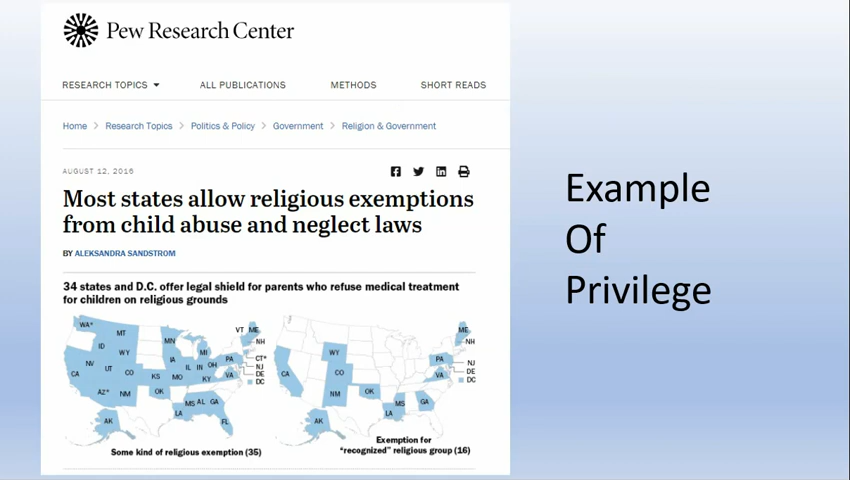 Pew Research Center
RESEARCH TOPICS ALL PUBLICATIONS METHODS SHORT READS
Home > Research Topics > Politics & Policy > Government > Religion & Government
AUGUST 12, 2016
Most states allow religious exemptions
from child abuse and neglect laws
BY ALEKSANDRA SANDSTROM
34 states and D.C. offer legal shield for parents who refuse medical treatment
for children on religious grounds
WA*
MT
ID
WY
NV
UT
CO
CA
AZ*
NM
KS
OK
MN
IA
MO
IL
IN
MI
OH
KY
PA
VA
MS
AL
GA
LA
FL
AK
VT
ME
NH
CT*
NJ
DE
DC
Some kind of religious exemption (35)
WY
CO
CA
NM
OK
MS
LA
GA
AK
PA
VA
ME
NH
NJ
DE
DC
Exemption for
"recognized" religious group (16)
Example
Of
Privilege